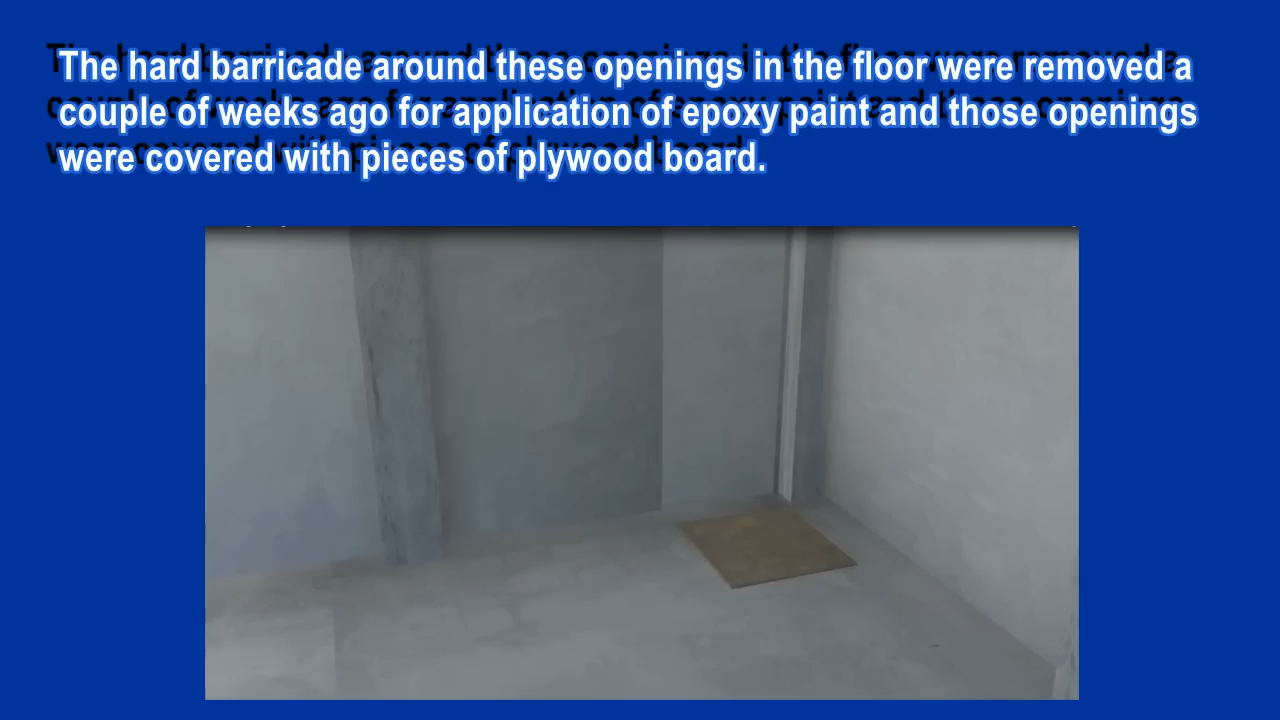 The hard barricade around these openings in the floor were removed a
couple of weeks ago for application of epoxy paint and those openings
were covered with pieces of plywood board.